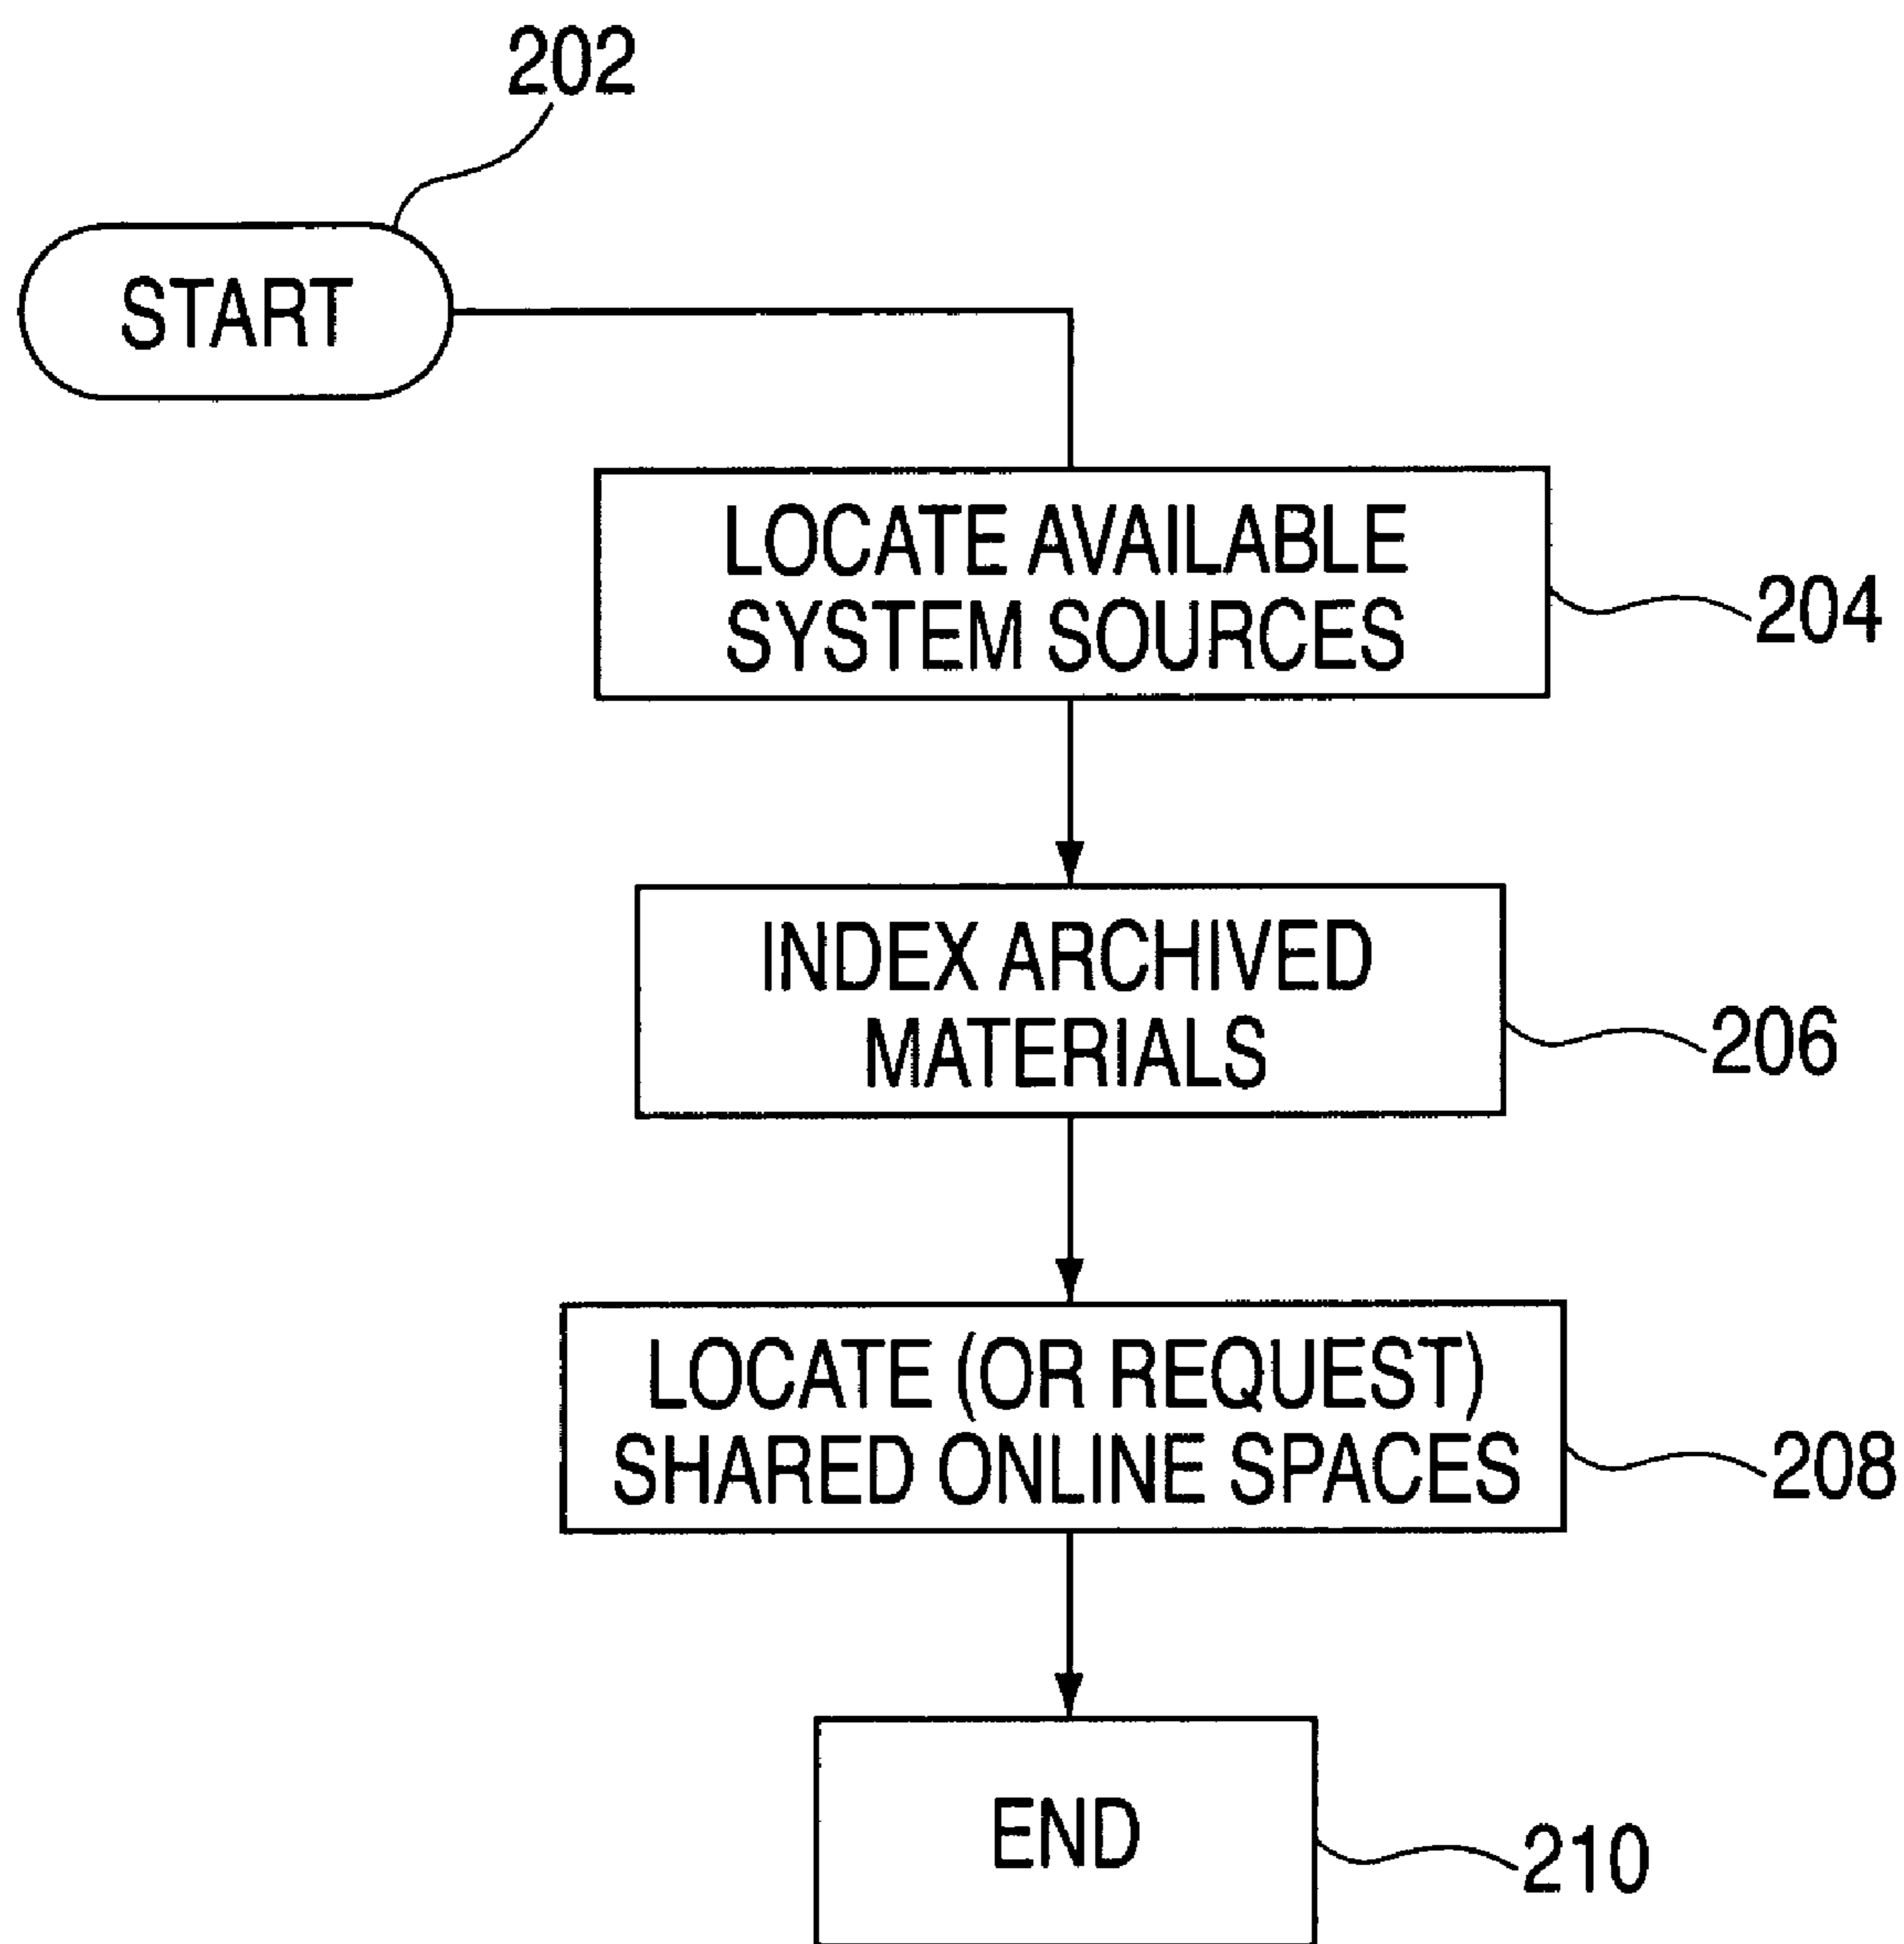 202
START
LOCATE AVAILABLE
SYSTEM SOURCES
204
INDEX ARCHIVED
MATERIALS
206
LOCATE (OR REQUEST)
SHARED ONLINE SPACES
208
END
210